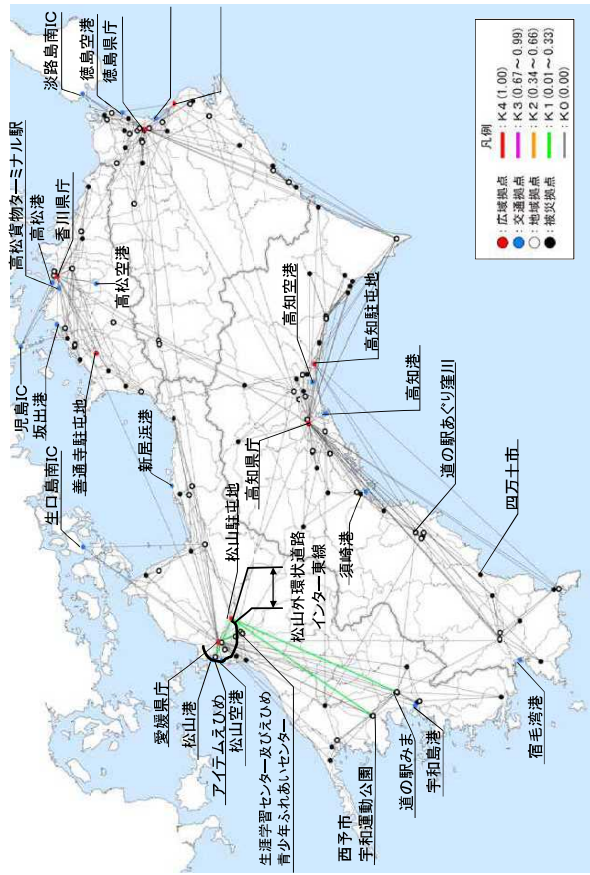 淡路島南IC
徳島空港
徳島県庁
高松貨物ターミナル駅
高松港
香川県庁
高松空港
児島IC
坂出港
善通寺駐屯地
新居浜港
生口島南IC
高知空港
高知駐屯地
高知港
高知県庁
須崎港
道の駅あぐり窪川
四万十市
松山駐屯地
松山外環状道路
インター東線
愛媛県庁
松山港
アイテムえひめ
松山空港
生涯学習センター及びえひめ
青少年ふれあいセンター
西予市
宇和運動公園
道の駅みま
宇和島港
宿毛湾港
凡例
:広域拠点
:交通拠点
:地域拠点
:被災拠点
:K4 (1.00)
:K3 (0.67~0.99)
:K2 (0.34~0.66)
:K1 (0.01~0.33)
:K0 (0.00)